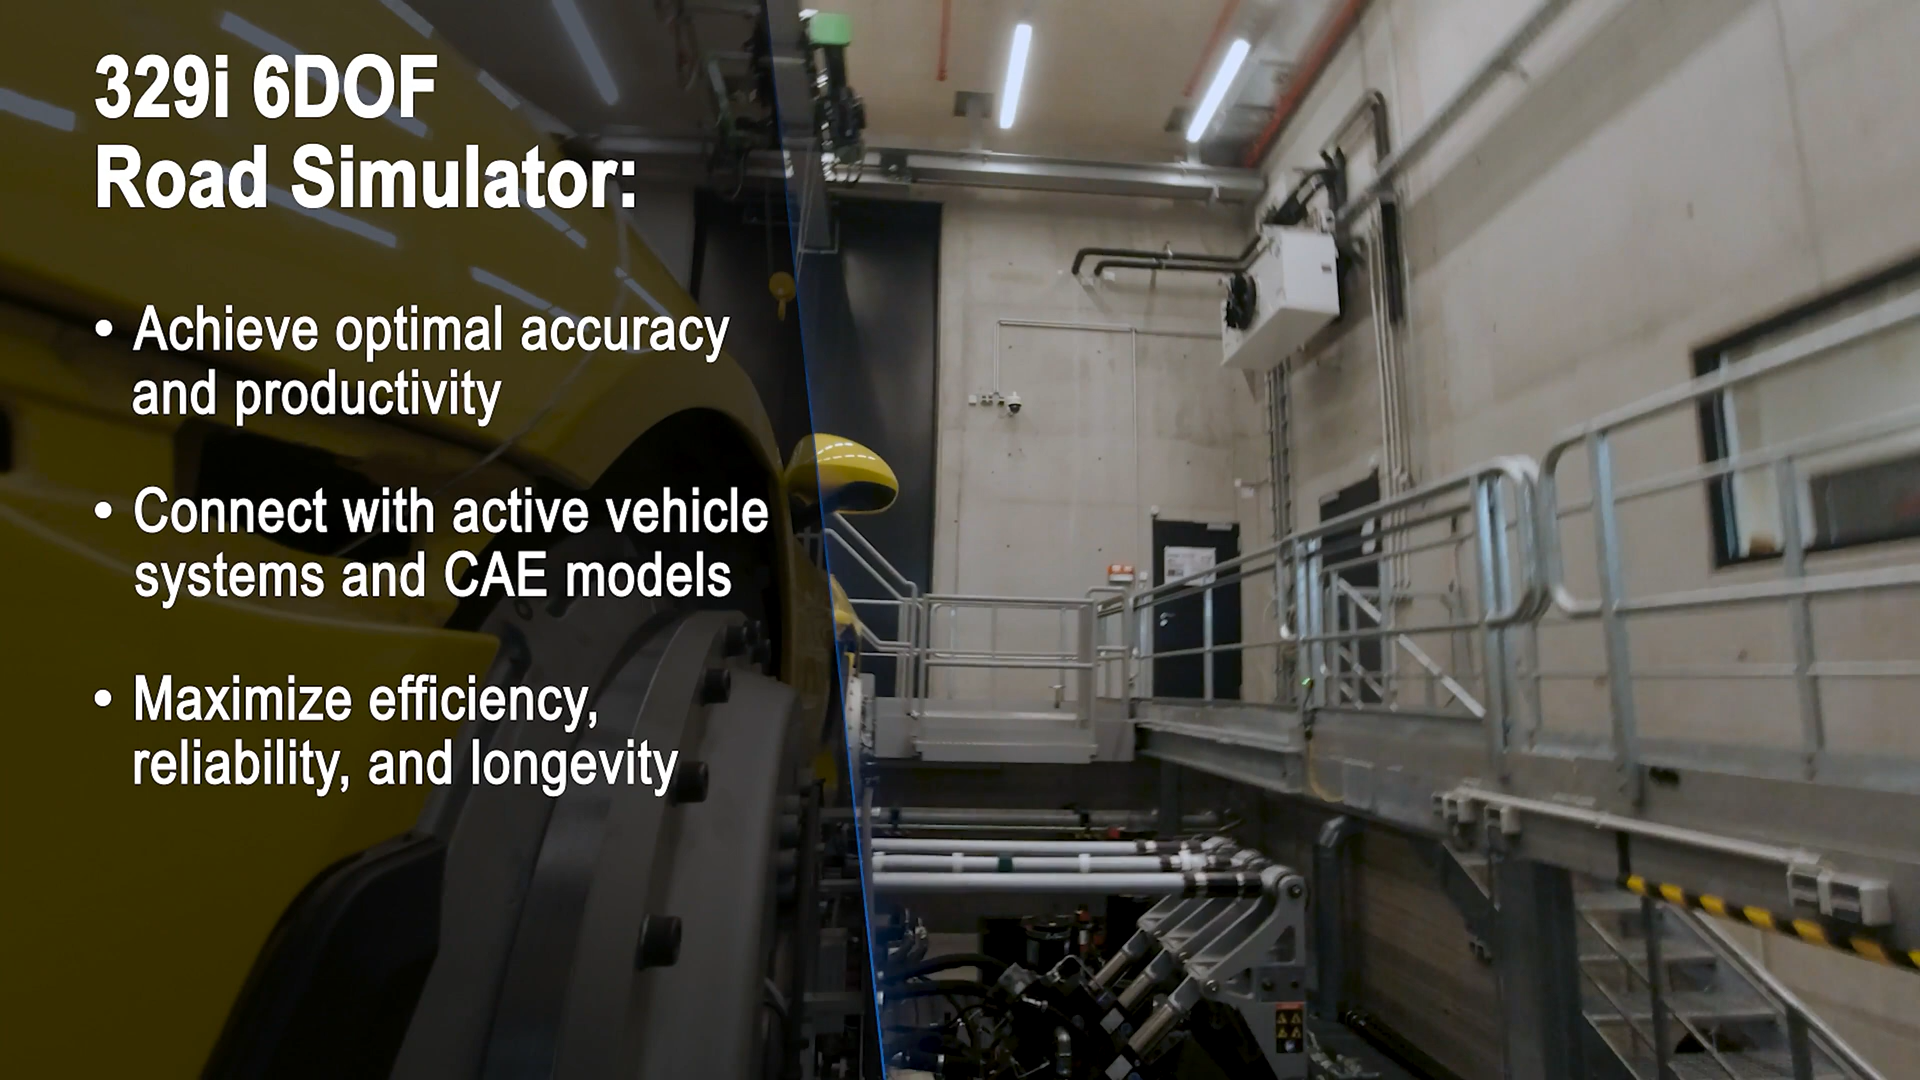 329i 6DOF
Road Simulator:
• Achieve optimal accuracy
and productivity
• Connect with active vehicle
systems and CAE models
• Maximize efficiency,
reliability, and longevity